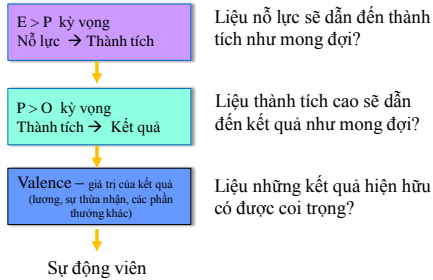 E > P kỳ vọng
Nỗ lực → Thành tích
Liệu nỗ lực sẽ dẫn đến thành
tích như mong đợi?
P > O kỳ vọng
Thành tích → Kết quả
Liệu thành tích cao sẽ dẫn
đến kết quả như mong đợi?
Valence – giá trị của kết quả
(lương, sự thừa nhận, các phần
thưởng khác)
Liệu những kết quả hiện hữu
có được coi trọng?
Sự động viên